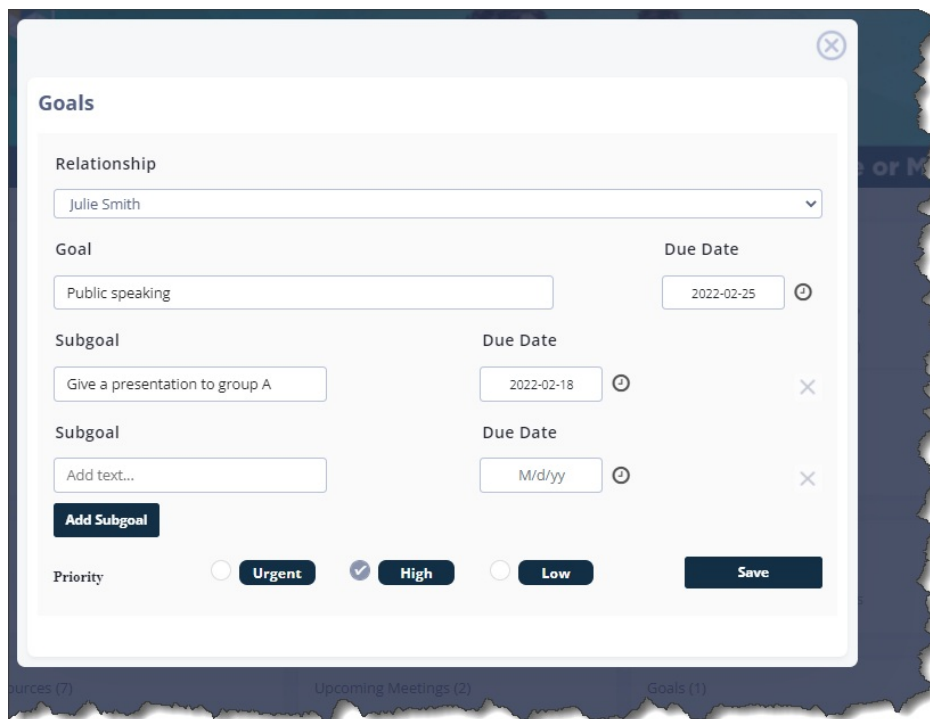 Goals
Relationship
or M
Julie Smith
Goal Due Date
Public speaking 2022-02-25
Subgoal Due Date
Give a presentation to group A 2022-02-18
Subgoal Due Date
Add text... M/d/yy
Add Subgoal
Priority Urgent High Low Save
(7) Upcoming Meetings (2) Goals (1)